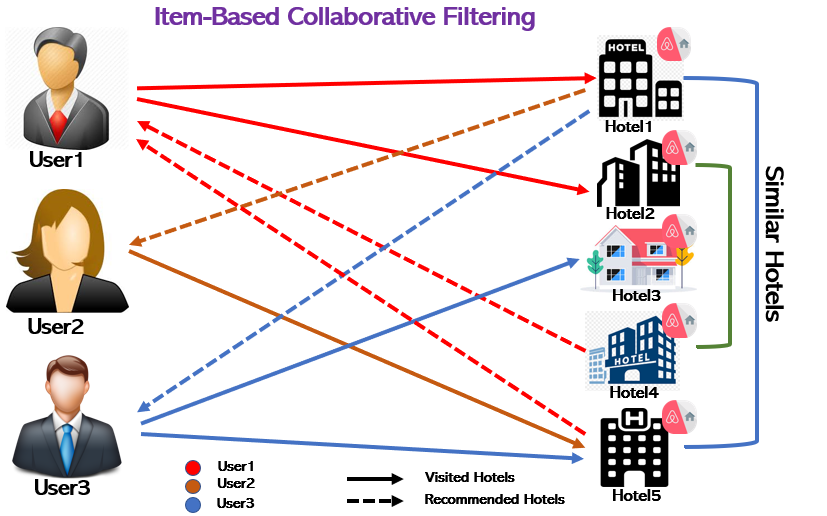 Item-Based Collaborative Filtering
HOTEL
Hotel1
User1
Hotel2
Similar Hotels
Hotel3
User2
HOTEL
Hotel4
H
Hotel5
User3
User1
User2
User3
Visited Hotels
Recommended Hotels